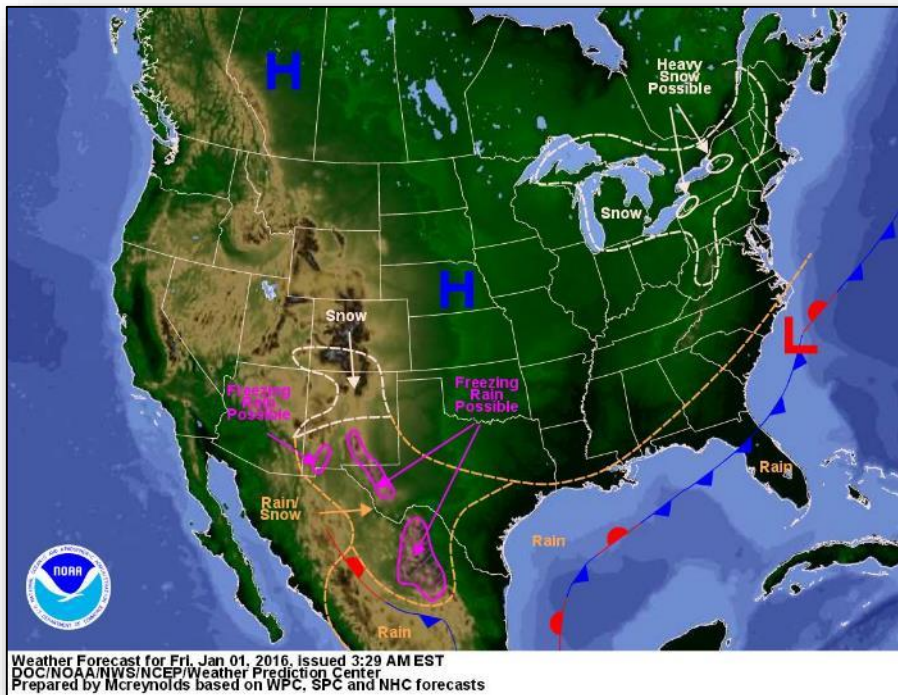 H
Heavy
Snow
Possible
Snow
H
Snow
L
Freezing
Rain
Possible
Freezing
Rain
Possible
Rain
Rain/
Snow
Rain
Rain
NOAA
Weather Forecast for Fri, Jan 01, 2016, issued 3:29 AM EST
DOC/NOAA/NWS/NCEP/Weather Prediction Center
Prepared by Mcreynolds based on WPC, SPC and NHC forecasts